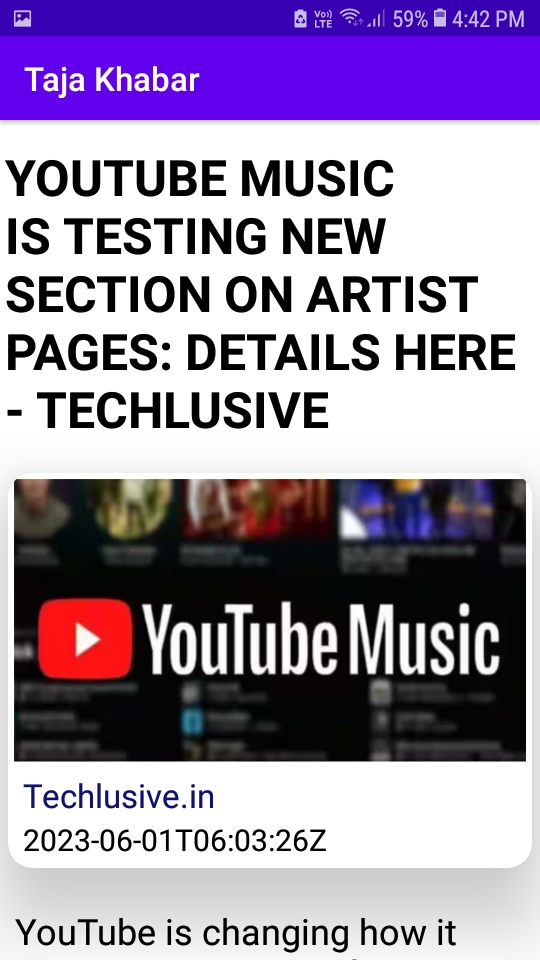 Vo)) LTE 59% 4:42 PM
Taja Khabar
YOUTUBE MUSIC
IS TESTING NEW
SECTION ON ARTIST
PAGES: DETAILS HERE
- TECHLUSIVE
YouTube Music
Techlusive.in
2023-06-01T06:03:26Z
YouTube is changing how it